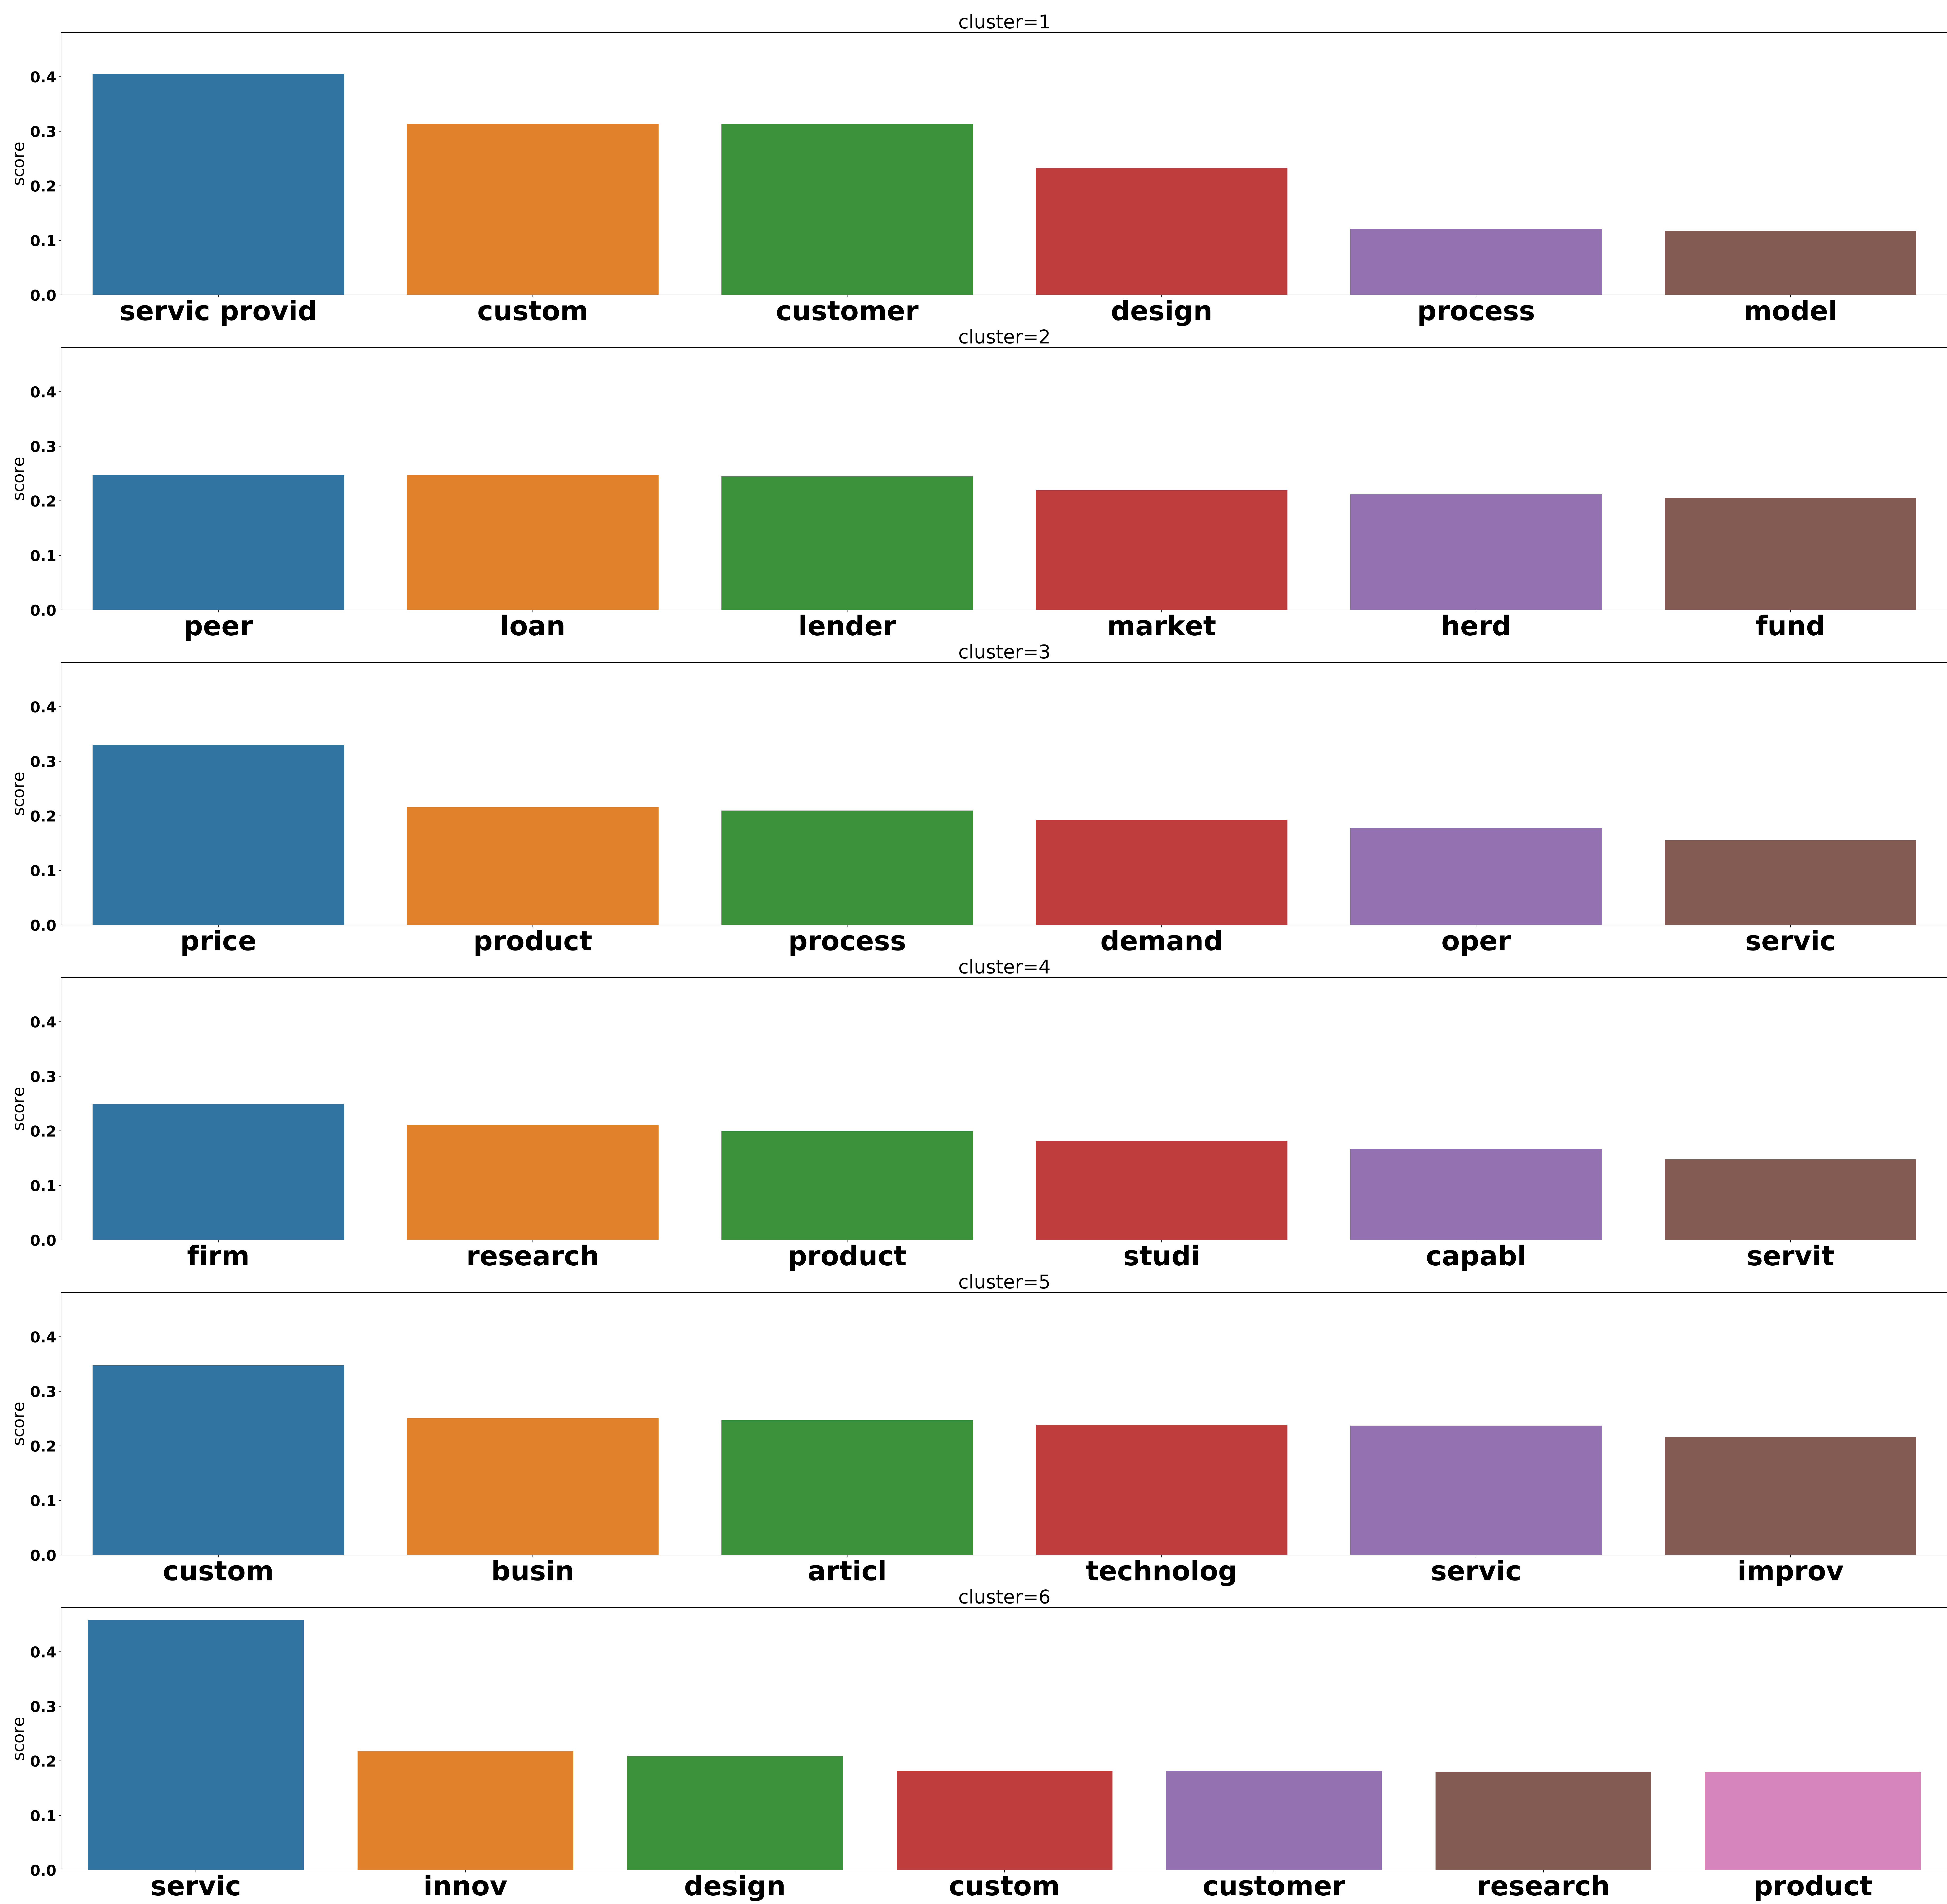 cluster=1
0.4
0.3
0.2
0.1
0.0
score
servic provid custom customer design process model
cluster=2
0.4
0.3
0.2
0.1
0.0
score
peer loan lender market herd fund
cluster=3
0.4
0.3
0.2
0.1
0.0
score
price product process demand oper servic
cluster=4
0.4
0.3
0.2
0.1
0.0
score
firm research product studi capabl servit
cluster=5
0.4
0.3
0.2
0.1
0.0
score
custom busin articl technolog servic improv
cluster=6
0.4
0.3
0.2
0.1
0.0
score
servic innov design custom customer research product